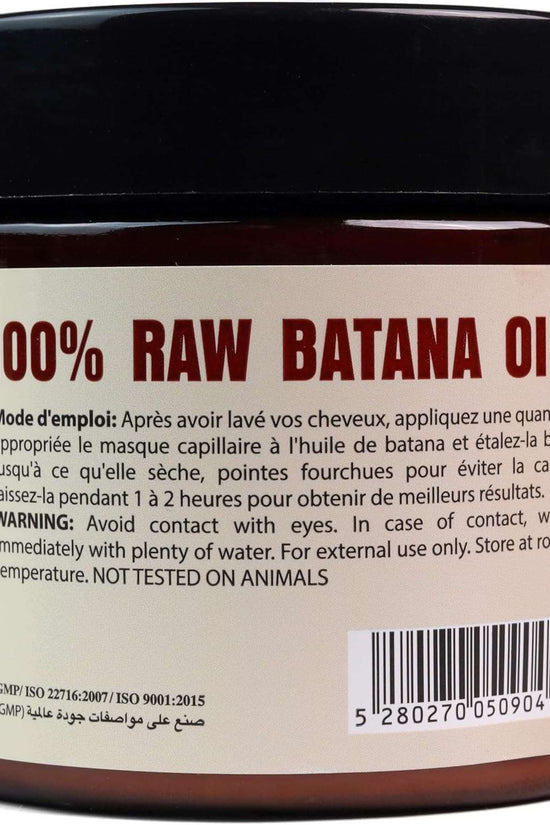 00% RAW BATANA OI
Mode d'emploi: Après avoir lavé vos cheveux, appliquez une quan
appropriée le masque capillaire à l'huile de batana et étalez-la b
usqu'à ce qu'elle sèche, pointes fourchues pour éviter la ca
aissez-la pendant 1 à 2 heures pour obtenir de meilleurs résultats.
WARNING: Avoid contact with eyes. In case of contact, w
mmediately with plenty of water. For external use only. Store at ro
emperature. NOT TESTED ON ANIMALS
GMP/ ISO 22716:2007 / ISO 9001:2015
صنع على مواصفات جودة عالمية (GMP)
5 280270 050904